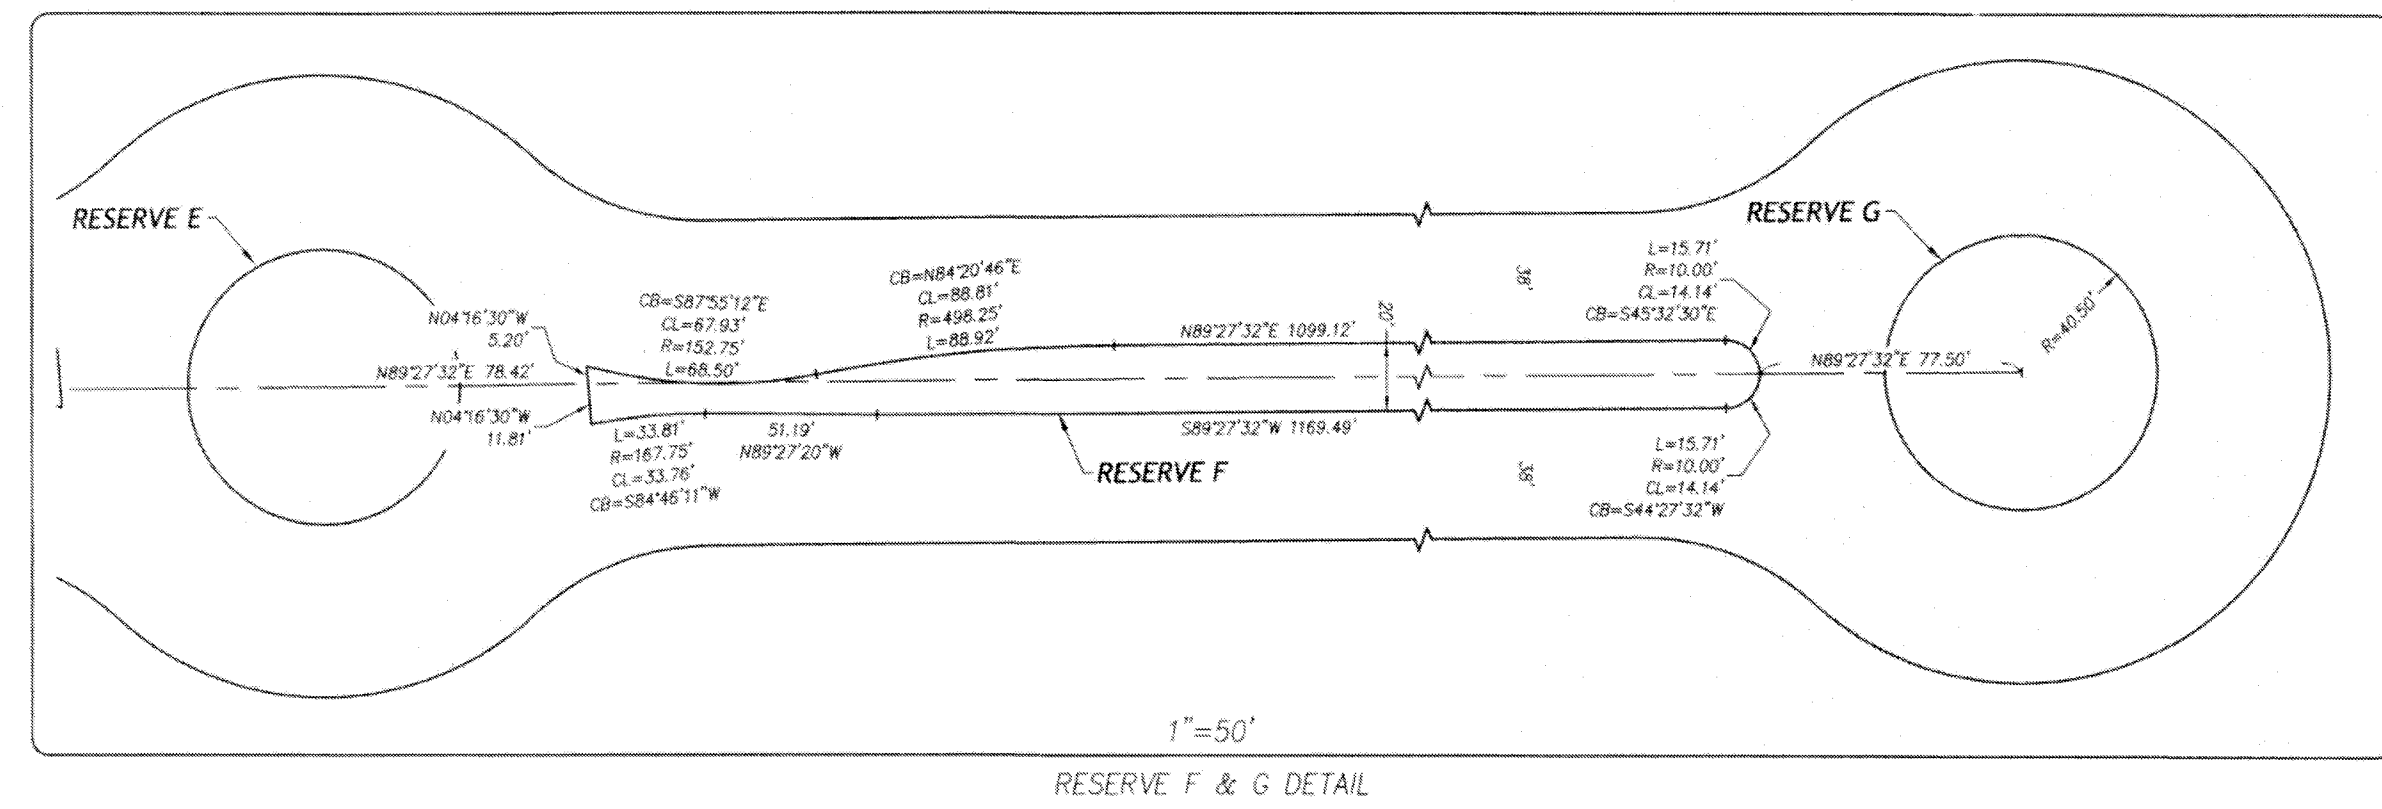 RESERVE E
RESERVE G
N04°16'30"W
5.20'
N89°27'32"E 78.42'
N04°16'30"W
11.81'
CB=S87°55'12"E
CL=67.93'
R=152.75'
L=68.50'
CB=N84°20'46"E
CL=88.81'
R=498.25'
L=88.92'
L=33.81'
R=167.75'
CL=33.76'
CB=S84°46'11"W
51.19'
N89°27'20"W
N89°27'32"E 1099.12'
20'
S89°27'32"W 1169.49'
RESERVE F
38'
38'
L=15.71'
R=10.00'
CL=14.14'
CB=S45°32'30"E
N89°27'32"E 77.50'
R=40.50'
L=15.71'
R=10.00'
CL=14.14'
CB=S44°27'32"W
1"=50'
RESERVE F & G DETAIL